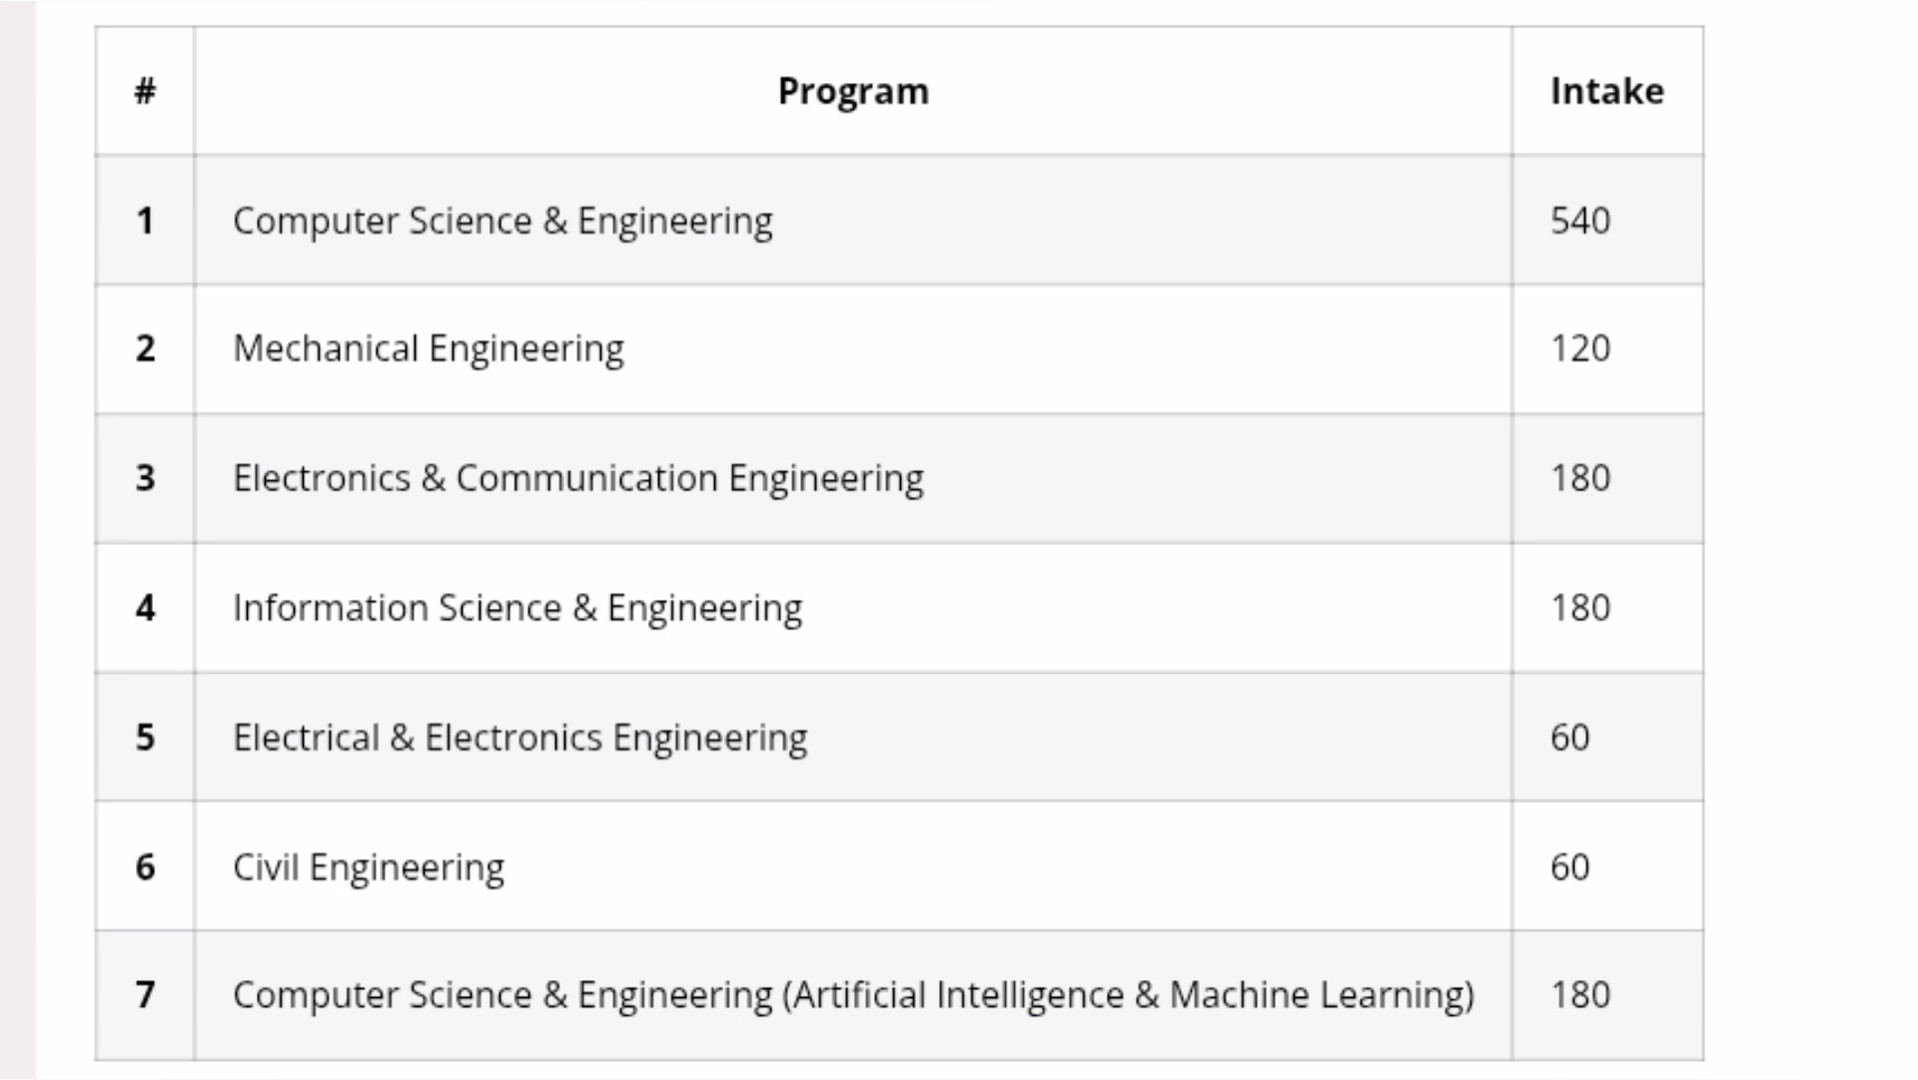 # Program Intake
1 Computer Science & Engineering 540
2 Mechanical Engineering 120
3 Electronics & Communication Engineering 180
4 Information Science & Engineering 180
5 Electrical & Electronics Engineering 60
6 Civil Engineering 60
7 Computer Science & Engineering (Artificial Intelligence & Machine Learning) 180